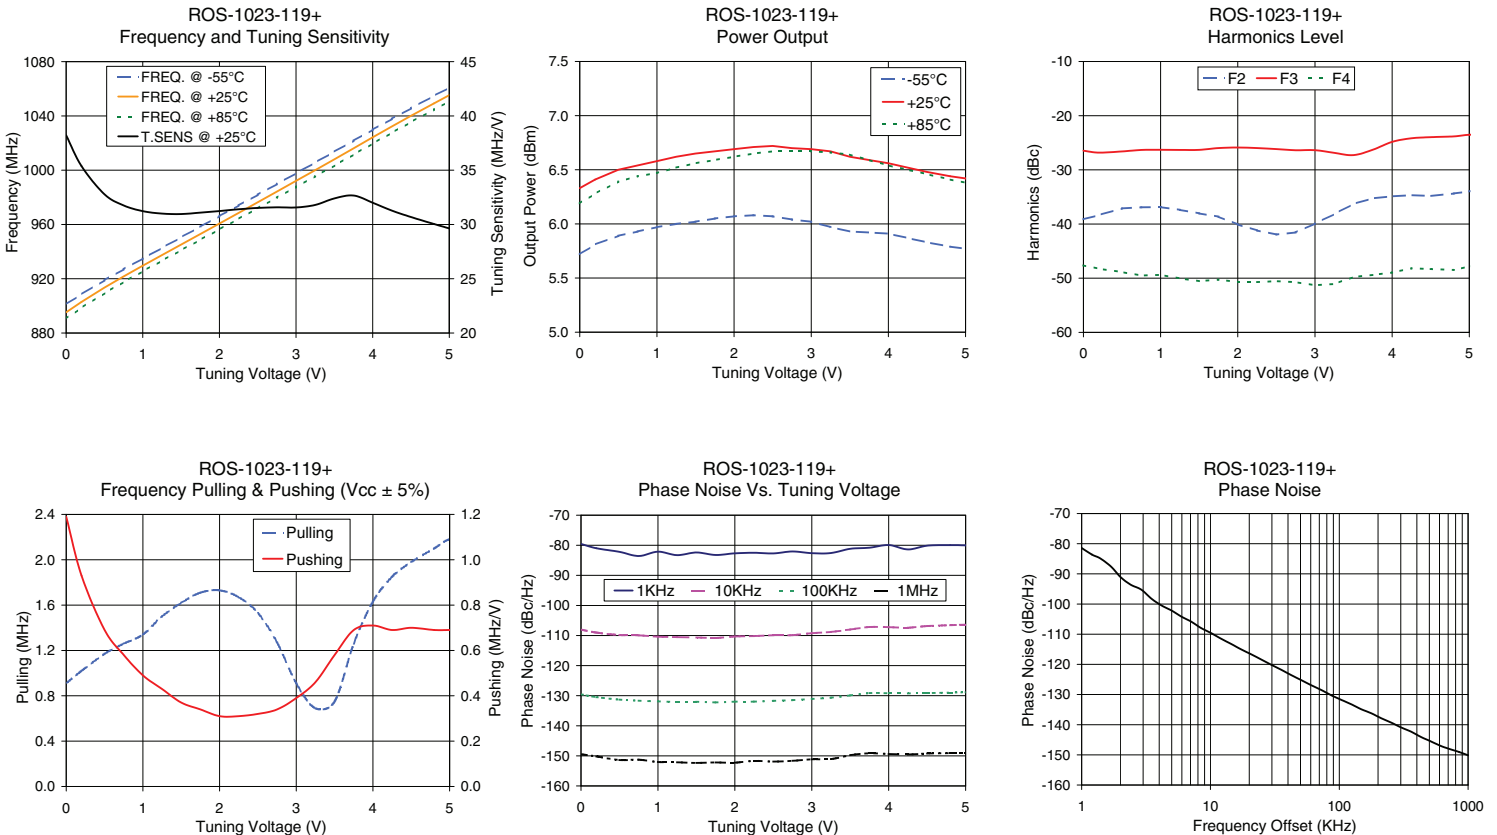 ROS-1023-119+
Frequency and Tuning Sensitivity
1080
1040
1000
960
920
880
45
40
35
30
25
20
0 1 2 3 4 5
Frequency (MHz)
Tuning Sensitivity (MHz/V)
Tuning Voltage (V)
FREQ. @ -55°C
FREQ. @ +25°C
FREQ. @ +85°C
T.SENS @ +25°C
ROS-1023-119+
Power Output
7.5
7.0
6.5
6.0
5.5
5.0
0 1 2 3 4 5
Output Power (dBm)
Tuning Voltage (V)
-55°C
+25°C
+85°C
ROS-1023-119+
Harmonics Level
-10
-20
-30
-40
-50
-60
0 1 2 3 4 5
Harmonics (dBc)
Tuning Voltage (V)
F2 F3 F4
ROS-1023-119+
Frequency Pulling & Pushing (Vcc ± 5%)
2.4
2.0
1.6
1.2
0.8
0.4
0.0
1.2
1.0
0.8
0.6
0.4
0.2
0.0
0 1 2 3 4 5
Pulling (MHz)
Pushing (MHz/V)
Tuning Voltage (V)
Pulling
Pushing
ROS-1023-119+
Phase Noise Vs. Tuning Voltage
-70
-80
-90
-100
-110
-120
-130
-140
-150
-160
0 1 2 3 4 5
Phase Noise (dBc/Hz)
Tuning Voltage (V)
1KHz 10KHz 100KHz 1MHz
ROS-1023-119+
Phase Noise
-70
-80
-90
-100
-110
-120
-130
-140
-150
-160
1 10 100 1000
Phase Noise (dBc/Hz)
Frequency Offset (KHz)